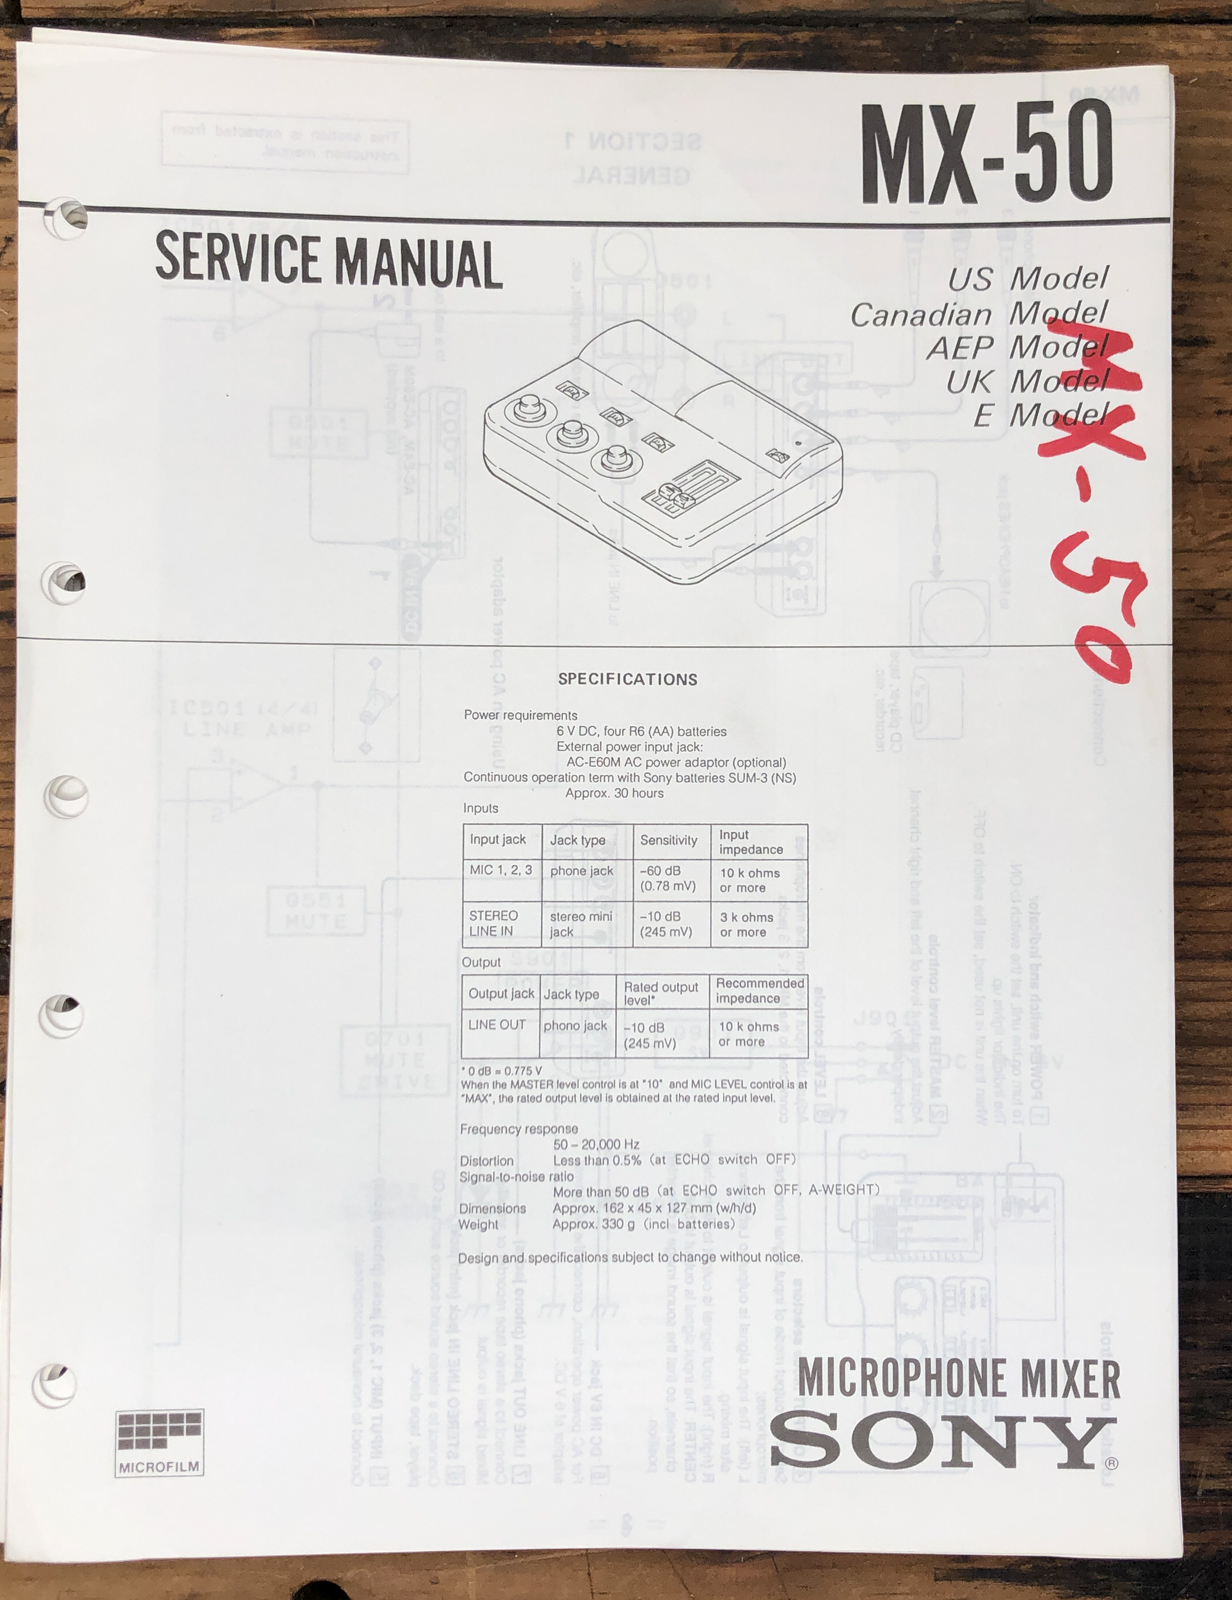 MX-50
SERVICE MANUAL
US Model
Canadian Model
AEP Model
UK Model
E Model
MX-50
SPECIFICATIONS
Power requirements
6 V DC, four R6 (AA) batteries
External power input jack:
AC-E60M AC power adaptor (optional)
Continuous operation term with Sony batteries SUM-3 (NS)
Approx. 30 hours
Inputs
Input jack Jack type Sensitivity Input impedance
MIC 1, 2, 3 phone jack –60 dB (0.78 mV) 10 k ohms or more
STEREO LINE IN stereo mini jack –10 dB (245 mV) 3 k ohms or more
Output
Output jack Jack type Rated output level* Recommended impedance
LINE OUT phono jack –10 dB (245 mV) 10 k ohms or more
* 0 dB = 0.775 V
When the MASTER level control is at "10" and MIC LEVEL control is at
"MAX", the rated output level is obtained at the rated input level.
Frequency response
50 – 20,000 Hz
Distortion Less than 0.5% (at ECHO switch OFF)
Signal-to-noise ratio
More than 50 dB (at ECHO switch OFF, A-WEIGHT)
Dimensions Approx. 162 x 45 x 127 mm (w/h/d)
Weight Approx. 330 g (incl batteries)
Design and specifications subject to change without notice.
MICROPHONE MIXER
SONY®
MICROFILM